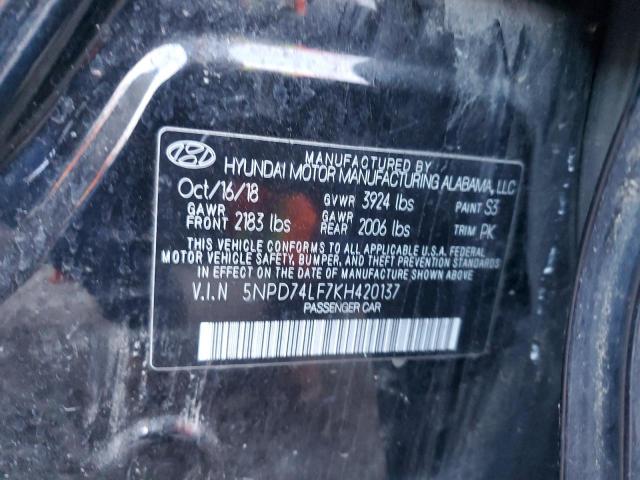 MANUFACTURED BY
HYUNDAI MOTOR MANUFACTURING ALABAMA, LLC
Oct/16/18 GVWR 3924 lbs PAINT S3
GAWR FRONT 2183 lbs GAWR REAR 2006 lbs TRIM PK
THIS VEHICLE CONFORMS TO ALL APPLICABLE U.S.A. FEDERAL
MOTOR VEHICLE SAFETY, BUMPER, AND THEFT PREVENTION STANDARDS
IN EFFECT ON THE DATE OF MANUFACTURE SHOWN ABOVE.
V.I.N 5NPD74LF7KH420137
PASSENGER CAR